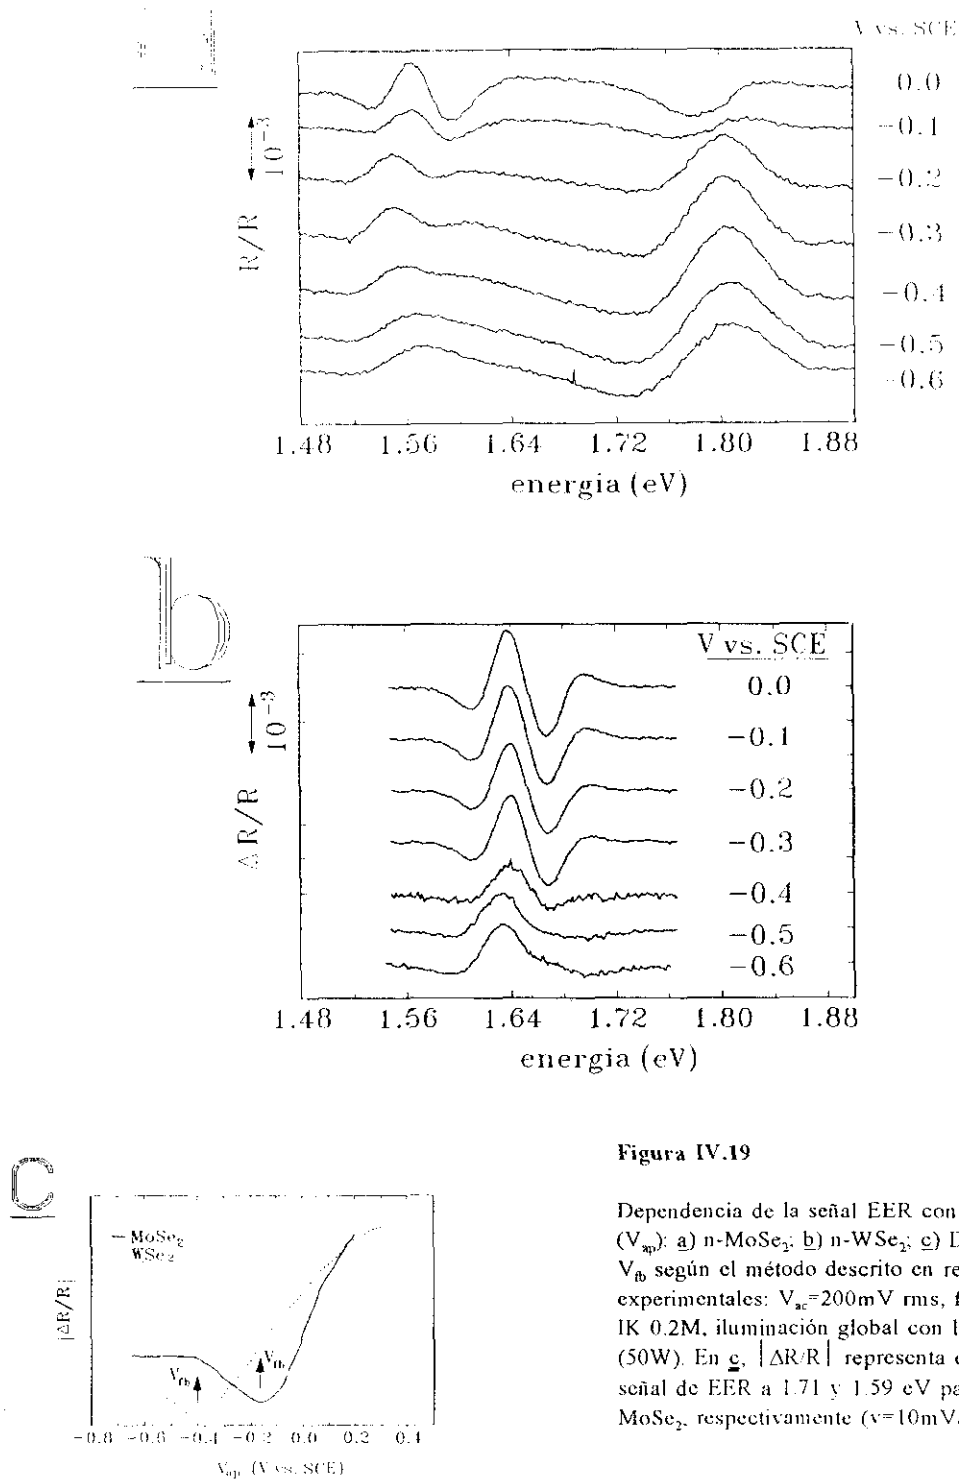 V vs. SCE
0.0
-0.1
-0.2
-0.3
-0.4
-0.5
-0.6
10⁻³
R/R
1.48 1.56 1.64 1.72 1.80 1.88
energia (eV)
b
V vs. SCE
0.0
-0.1
-0.2
-0.3
-0.4
-0.5
-0.6
10⁻³
ΔR/R
1.48 1.56 1.64 1.72 1.80 1.88
energia (eV)
c
— MoSe₂
WSe₂
|ΔR/R|
V_fb
V_fb
-0.8 -0.6 -0.4 -0.2 0.0 0.2 0.4
V_ap (V vs. SCE)
Figura IV.19
Dependencia de la señal EER con
(V_ap): a) n-MoSe₂; b) n-WSe₂; c) D
V_fb según el método descrito en re
experimentales: V_ac=200mV rms, f
IK 0.2M, iluminación global con l
(50W). En c, |ΔR/R| representa e
señal de EER a 1.71 y 1.59 eV pa
MoSe₂, respectivamente (v=10mV